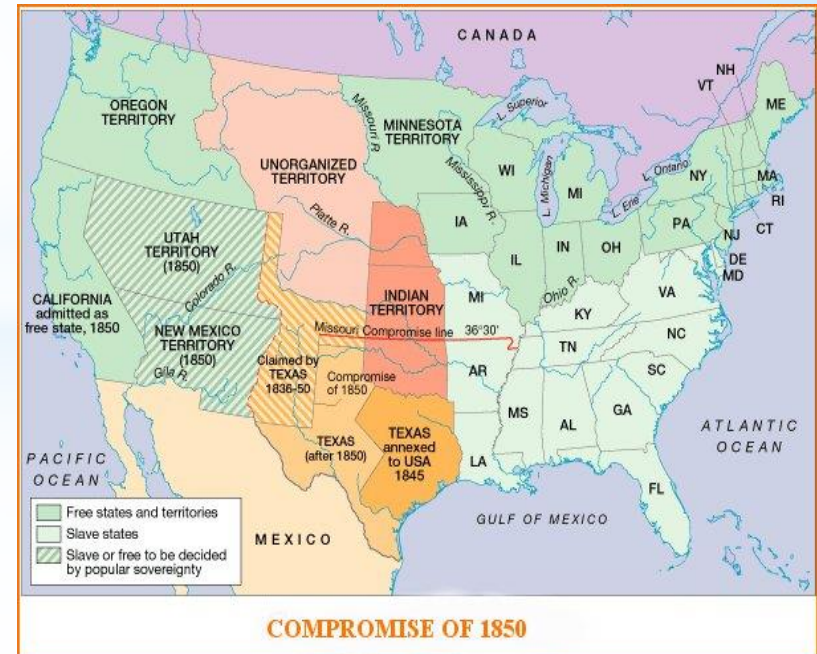 CANADA
NH
VT
ME
OREGON
TERRITORY
Missouri R.
MINNESOTA
TERRITORY
L. Superior
UNORGANIZED
TERRITORY
Mississippi R.
WI
L. Michigan
MI
L. Ontario
NY
MA
RI
L. Erie
CT
Platte R.
IA
PA
NJ
UTAH
TERRITORY
(1850)
IL
IN
OH
DE
MD
Colorado R.
INDIAN
TERRITORY
MI
Ohio R.
VA
KY
CALIFORNIA
admitted as
free state, 1850
NEW MEXICO
TERRITORY
(1850)
Missouri Compromise line 36°30'
NC
TN
Claimed by
TEXAS
1836-50
Gila R.
Compromise
of 1850
AR
SC
MS
AL
GA
ATLANTIC
OCEAN
TEXAS
(after 1850)
TEXAS
annexed
to USA
1845
LA
PACIFIC
OCEAN
FL
GULF OF MEXICO
MEXICO
Free states and territories
Slave states
Slave or free to be decided
by popular sovereignty
COMPROMISE OF 1850